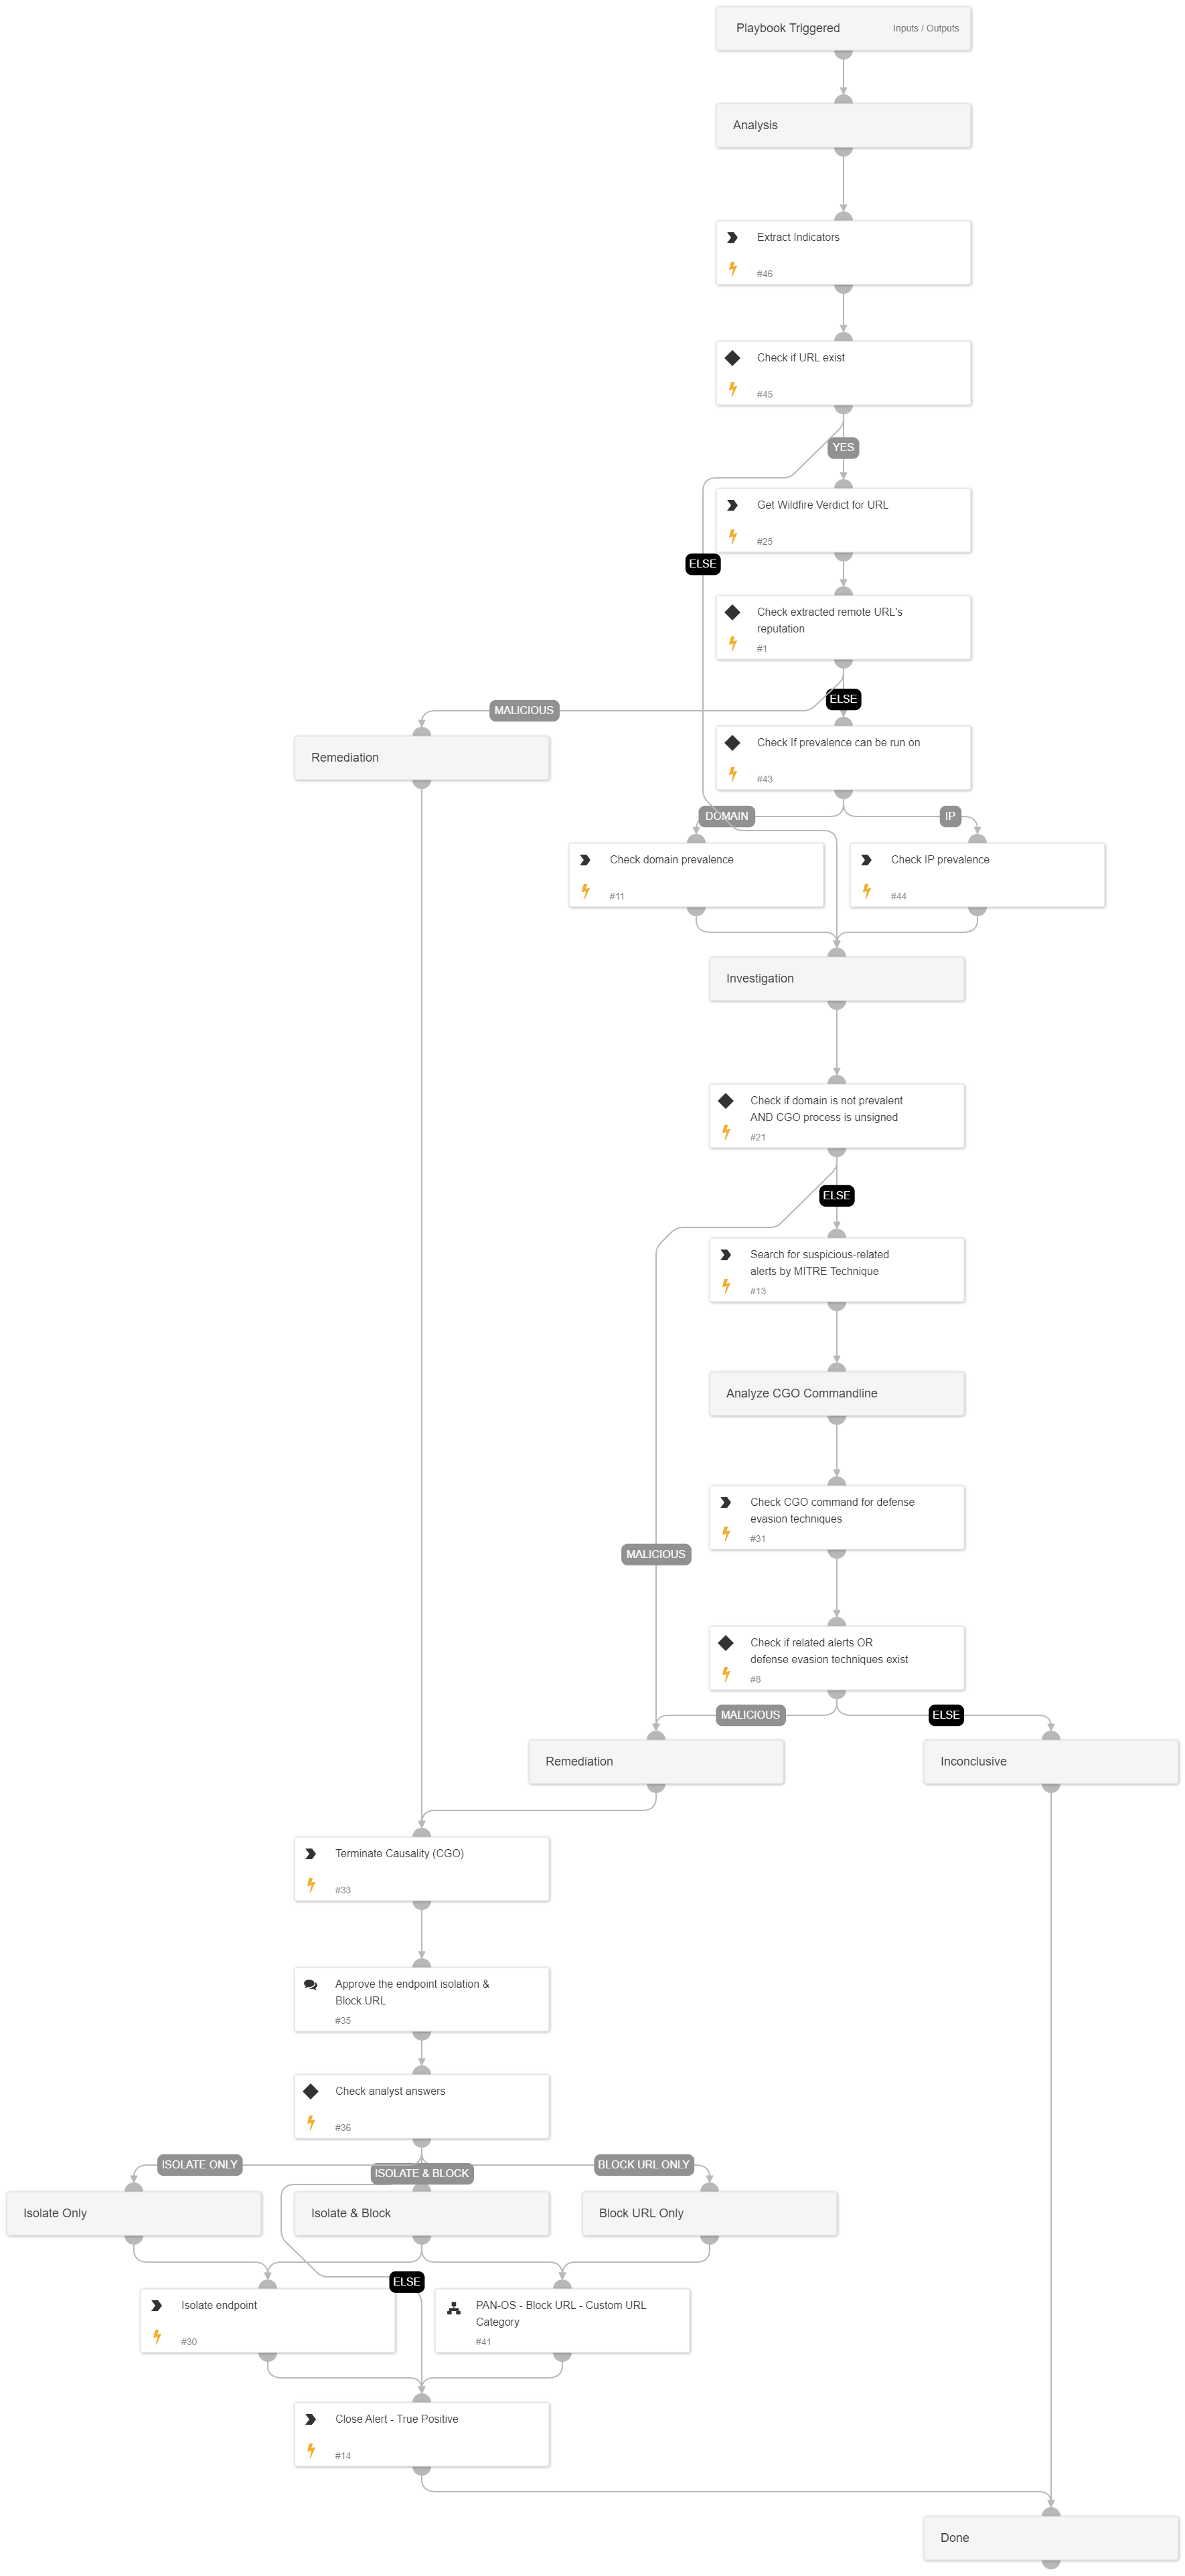 Playbook Triggered
Inputs / Outputs
Analysis
Extract Indicators
#46
Check if URL exist
#45
YES
Get Wildfire Verdict for URL
#25
ELSE
Check extracted remote URL's
reputation
#1
ELSE
MALICIOUS
Remediation
Check If prevalence can be run on
#43
DOMAIN
IP
Check domain prevalence
#11
Check IP prevalence
#44
Investigation
Check if domain is not prevalent
AND CGO process is unsigned
#21
ELSE
Search for suspicious-related
alerts by MITRE Technique
#13
Analyze CGO Commandline
Check CGO command for defense
evasion techniques
#31
MALICIOUS
Check if related alerts OR
defense evasion techniques exist
#8
MALICIOUS
ELSE
Remediation
Inconclusive
Terminate Causality (CGO)
#33
Approve the endpoint isolation &
Block URL
#35
Check analyst answers
#36
ISOLATE ONLY
ISOLATE & BLOCK
BLOCK URL ONLY
Isolate Only
Isolate & Block
Block URL Only
ELSE
Isolate endpoint
#30
PAN-OS - Block URL - Custom URL
Category
#41
Close Alert - True Positive
#14
Done